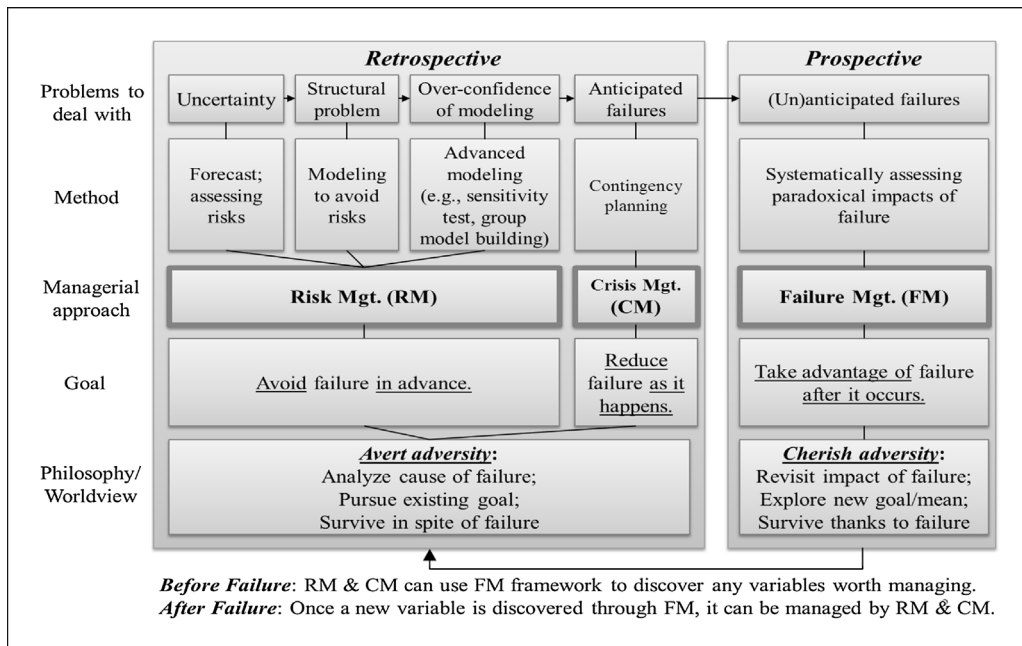 Retrospective
Prospective
Problems to
deal with
Uncertainty
Structural
problem
Over-confidence
of modeling
Anticipated
failures
(Un)anticipated failures
Method
Forecast;
assessing
risks
Modeling
to avoid
risks
Advanced
modeling
(e.g., sensitivity
test, group
model building)
Contingency
planning
Systematically assessing
paradoxical impacts of
failure
Managerial
approach
Risk Mgt. (RM)
Crisis Mgt.
(CM)
Failure Mgt. (FM)
Goal
Avoid failure in advance.
Reduce
failure as it
happens.
Take advantage of failure
after it occurs.
Philosophy/
Worldview
Avert adversity:
Analyze cause of failure;
Pursue existing goal;
Survive in spite of failure
Cherish adversity:
Revisit impact of failure;
Explore new goal/mean;
Survive thanks to failure
Before Failure: RM & CM can use FM framework to discover any variables worth managing.
After Failure: Once a new variable is discovered through FM, it can be managed by RM & CM.